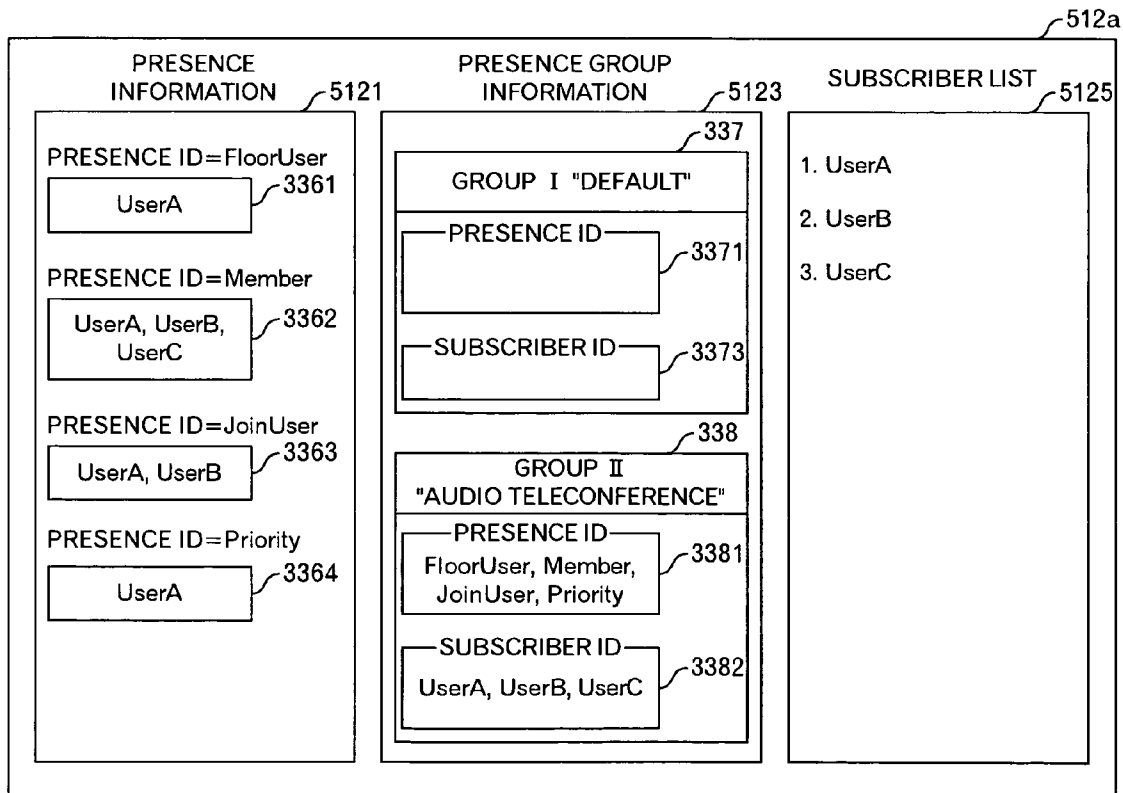 512a
PRESENCE
INFORMATION
5121
PRESENCE ID=FloorUser
3361
UserA
PRESENCE ID=Member
3362
UserA, UserB,
UserC
PRESENCE ID=JoinUser
3363
UserA, UserB
PRESENCE ID=Priority
3364
UserA
PRESENCE GROUP
INFORMATION
5123
337
GROUP I "DEFAULT"
PRESENCE ID
3371
SUBSCRIBER ID
3373
338
GROUP II
"AUDIO TELECONFERENCE"
PRESENCE ID
3381
FloorUser, Member,
JoinUser, Priority
SUBSCRIBER ID
3382
UserA, UserB, UserC
SUBSCRIBER LIST
5125
1. UserA
2. UserB
3. UserC